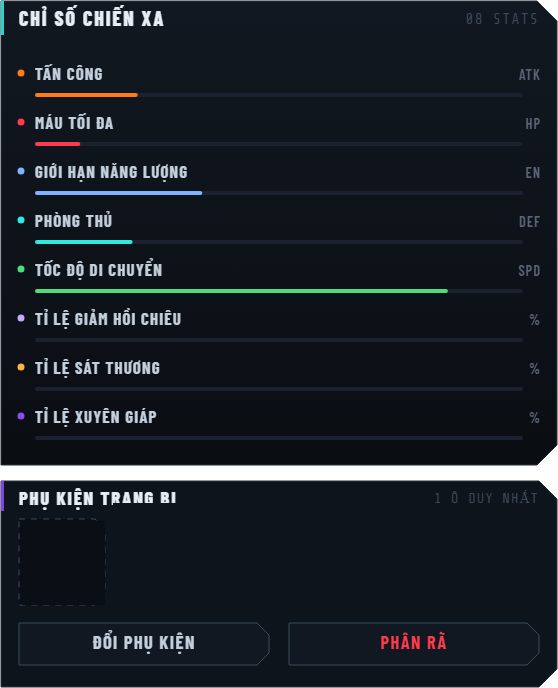 CHỈ SỐ CHIẾN XA
08 STATS
TẤN CÔNG
ATK
MÁU TỐI ĐA
HP
GIỚI HẠN NĂNG LƯỢNG
EN
PHÒNG THỦ
DEF
TỐC ĐỘ DI CHUYỂN
SPD
TỈ LỆ GIẢM HỒI CHIÊU
%
TỈ LỆ SÁT THƯƠNG
%
TỈ LỆ XUYÊN GIÁP
%
PHỤ KIỆN TRANG BỊ
1 Ô DUY NHẤT
ĐỔI PHỤ KIỆN
PHÂN RÃ